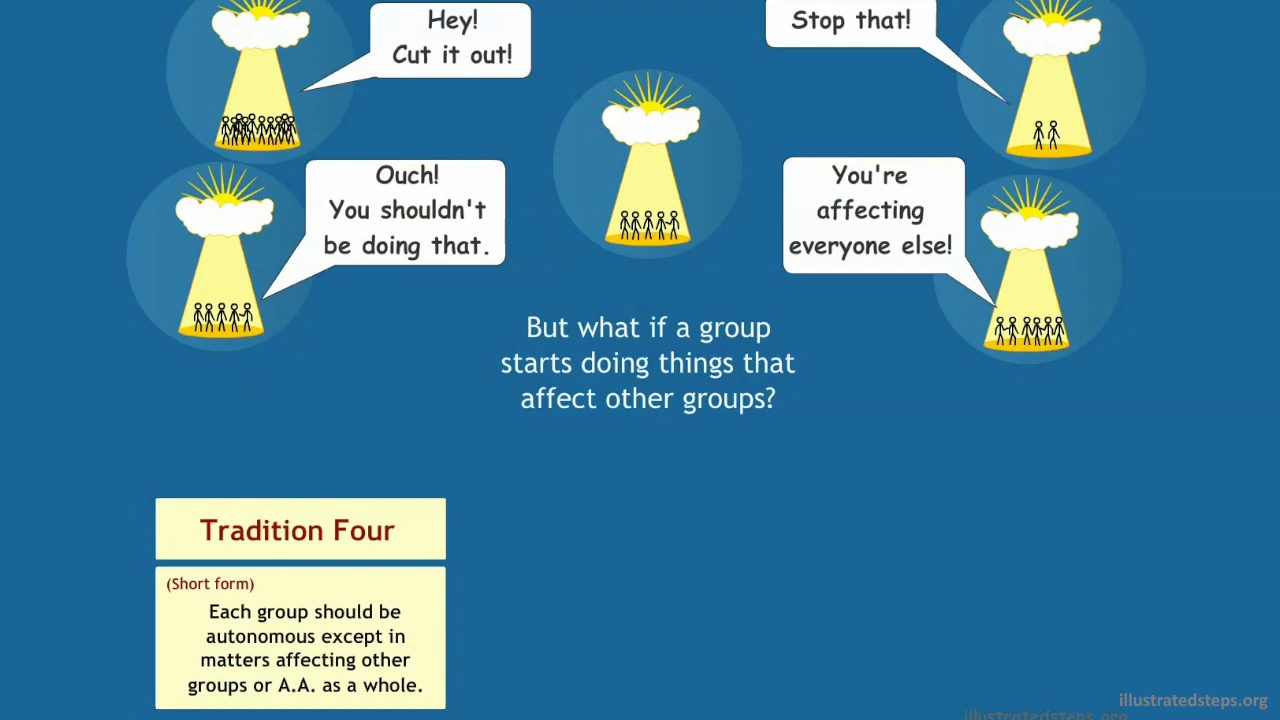 Hey!
Cut it out!
Stop that!
Ouch!
You shouldn't
be doing that.
You're
affecting
everyone else!
But what if a group
starts doing things that
affect other groups?
Tradition Four
(Short form)
Each group should be
autonomous except in
matters affecting other
groups or A.A. as a whole.
illustratedsteps.org
illustratedsteps.org